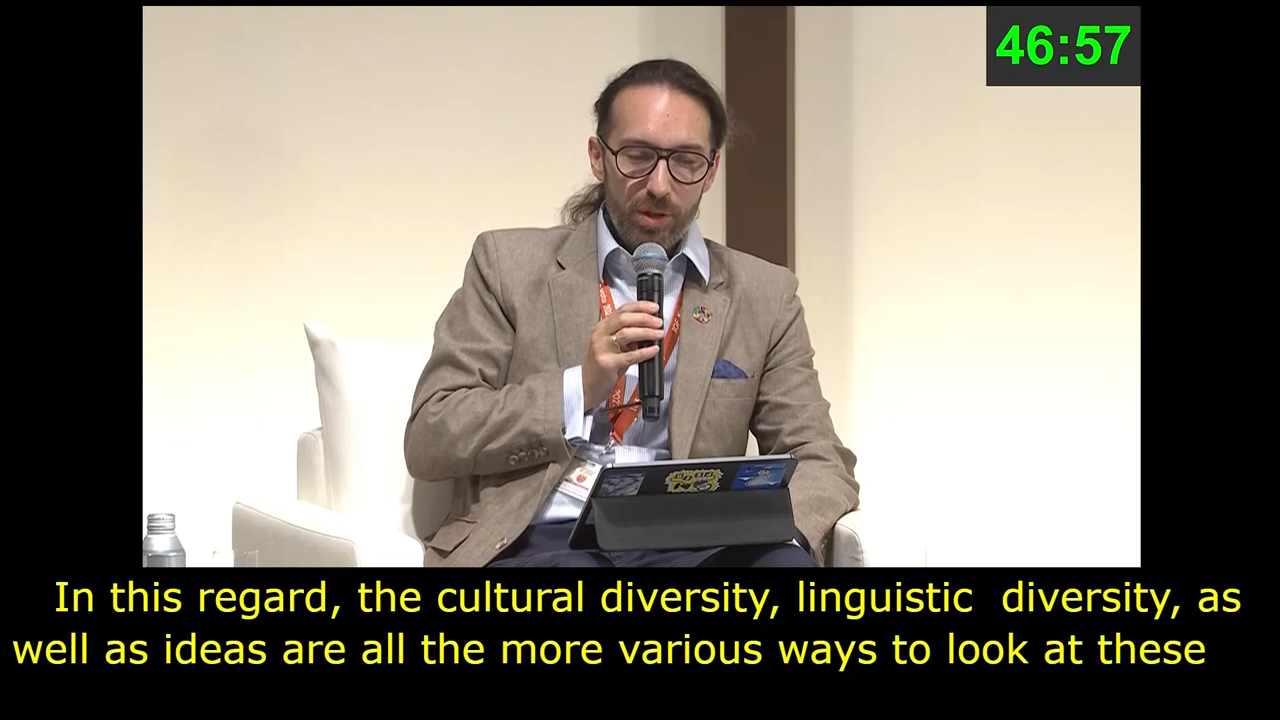 46:57
In this regard, the cultural diversity, linguistic  diversity, as
well as ideas are all the more various ways to look at these